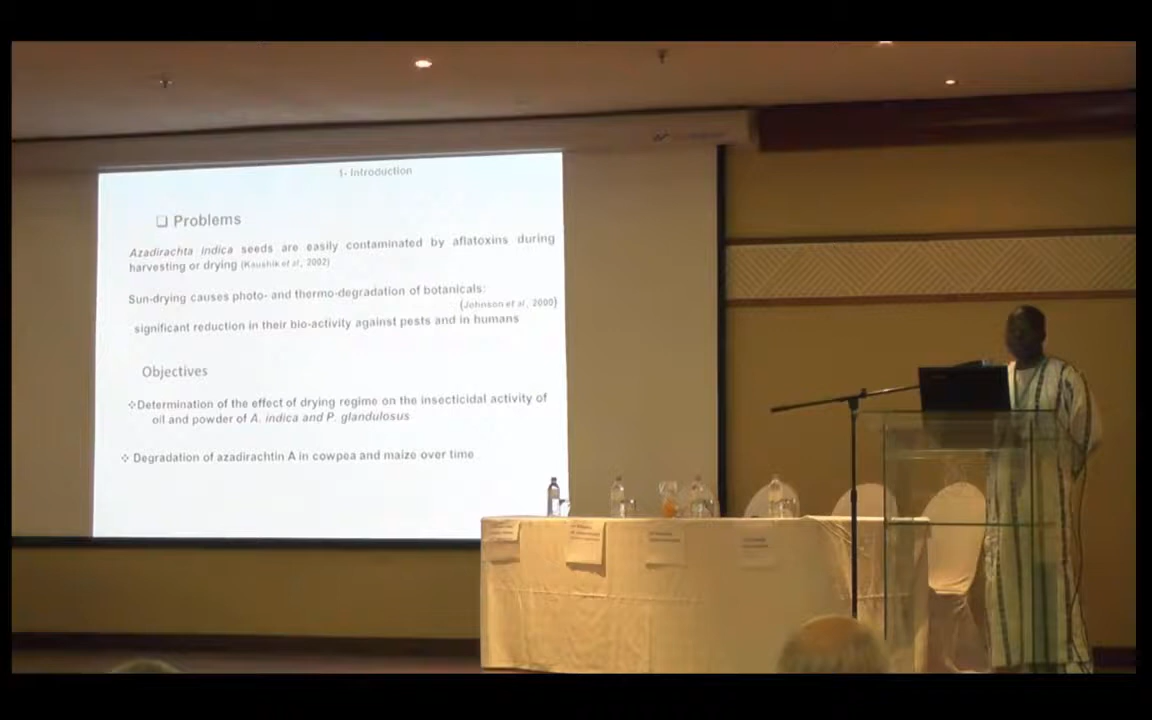 1- Introduction
❑ Problems
Azadirachta indica seeds are easily contaminated by aflatoxins during
harvesting or drying (Kaushik et al, 2002)
Sun-drying causes photo- and thermo-degradation of botanicals:
(Johnson et al, 2000)
significant reduction in their bio-activity against pests and in humans
Objectives
❖Determination of the effect of drying regime on the insecticidal activity of
oil and powder of A. indica and P. glandulosus
❖ Degradation of azadirachtin A in cowpea and maize over time